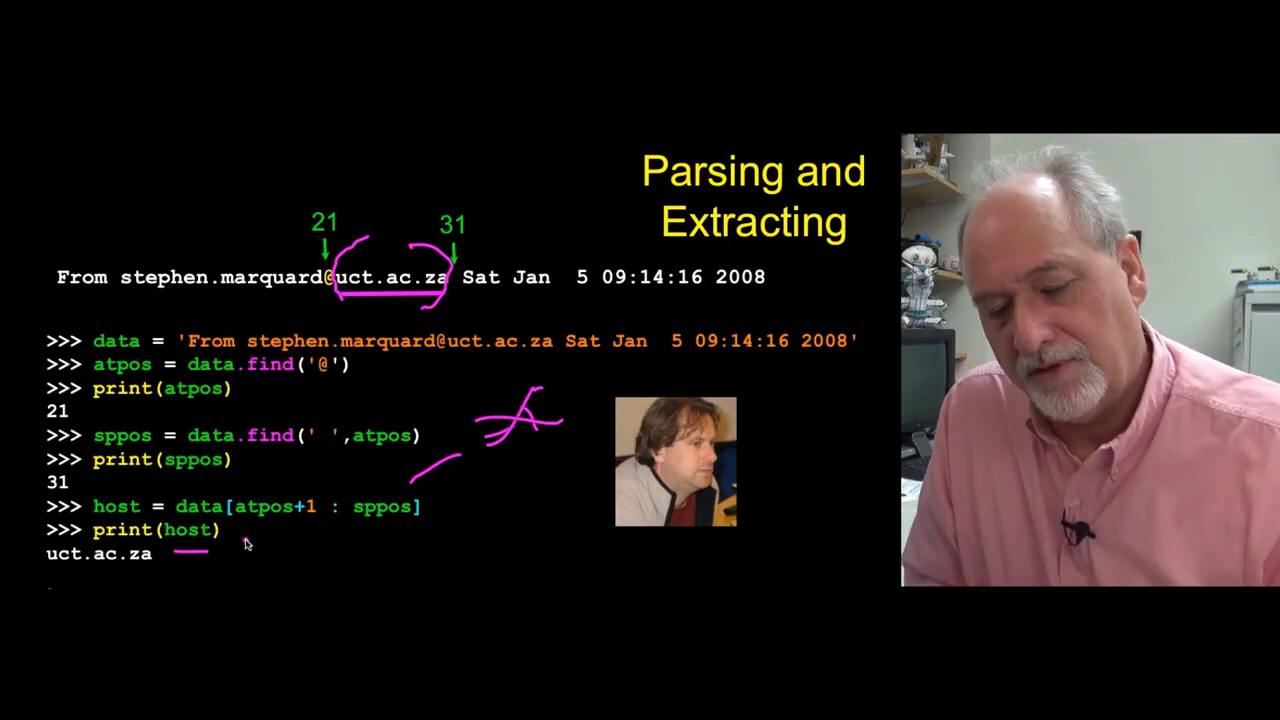 Parsing and
Extracting
21 31
From stephen.marquard@uct.ac.za Sat Jan  5 09:14:16 2008
>>> data = 'From stephen.marquard@uct.ac.za Sat Jan  5 09:14:16 2008'
>>> atpos = data.find('@')
>>> print(atpos)
21
>>> sppos = data.find(' ',atpos)
>>> print(sppos)
31
>>> host = data[atpos+1 : sppos]
>>> print(host)
uct.ac.za